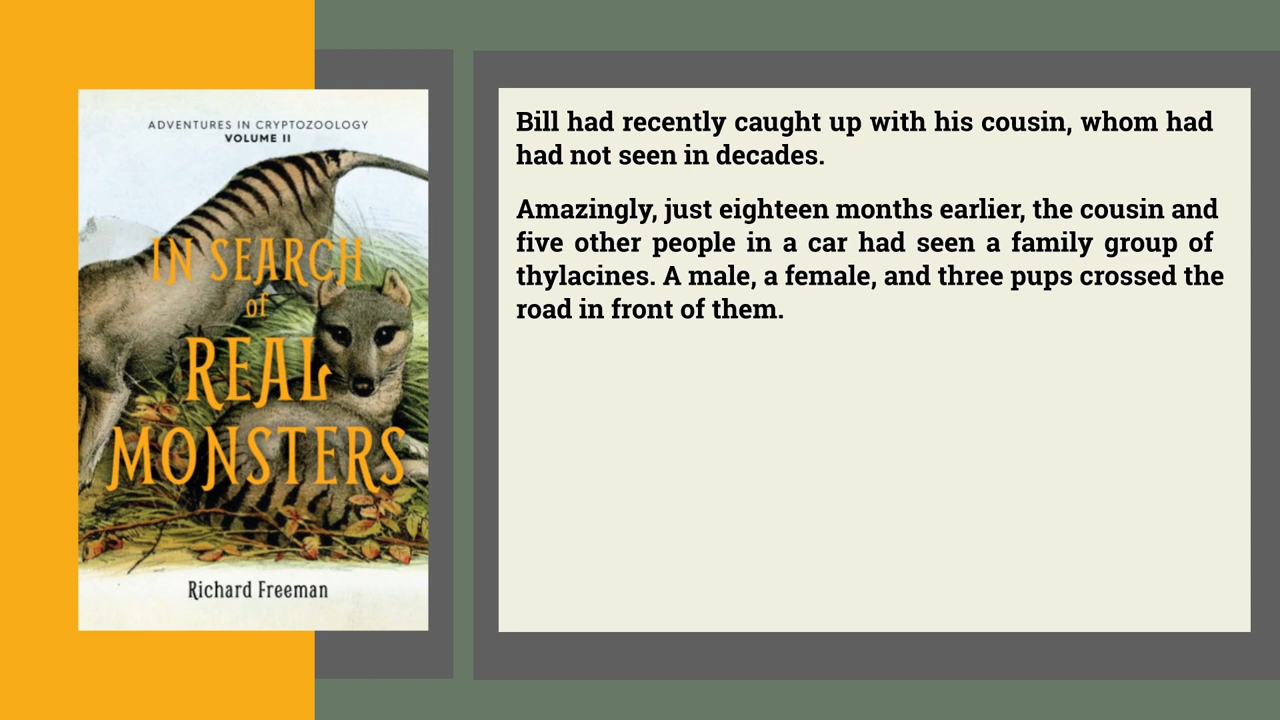 ADVENTURES IN CRYPTOZOOLOGY
VOLUME II
IN SEARCH
of
REAL
MONSTERS
Richard Freeman
Bill had recently caught up with his cousin, whom had
had not seen in decades.
Amazingly, just eighteen months earlier, the cousin and
five other people in a car had seen a family group of
thylacines. A male, a female, and three pups crossed the
road in front of them.